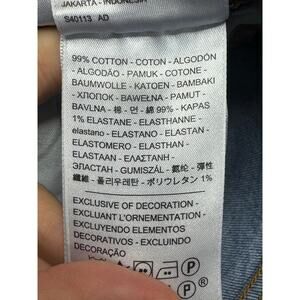 JAKARTA - INDONESIA
S40113 AD
99% COTTON - COTON - ALGODÓN
- ALGODÃO - PAMUK - COTONE -
BAUMWOLLE - KATOEN - BAMBAKI
- ХЛОПОК - BAWEŁNA - PAMUT -
BAVLNA - 棉 - 면 - 綿 99% - KAPAS
1% ELASTANE - ELASTHANNE -
elastano - ELASTANO - ELASTAN -
ELASTOMERO - ELASTHAN -
ELASTAAN - ΕΛΑΣΤΑΝΗ -
ЭЛАСТАН - GUMISZÁL - 氨纶 - 彈性
纖維 - 폴리우레탄 - ポリウレタン 1%
EXCLUSIVE OF DECORATION -
EXCLUANT L'ORNEMENTATION -
EXCLUYENDO ELEMENTOS
DECORATIVOS - EXCLUINDO
DECORAÇÃO
P
P